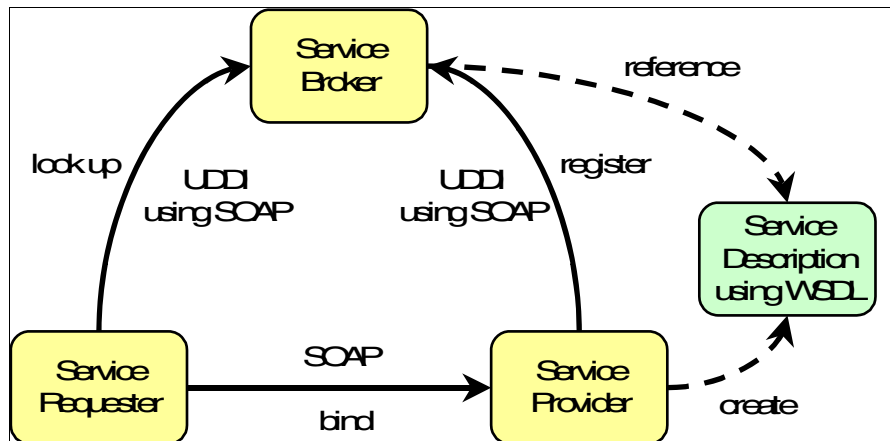 Service
Broker
reference
look up
UDDI
using SOAP
UDDI
using SOAP
register
Service
Description
using WSDL
SOAP
Service
Requester
Service
Provider
bind
create